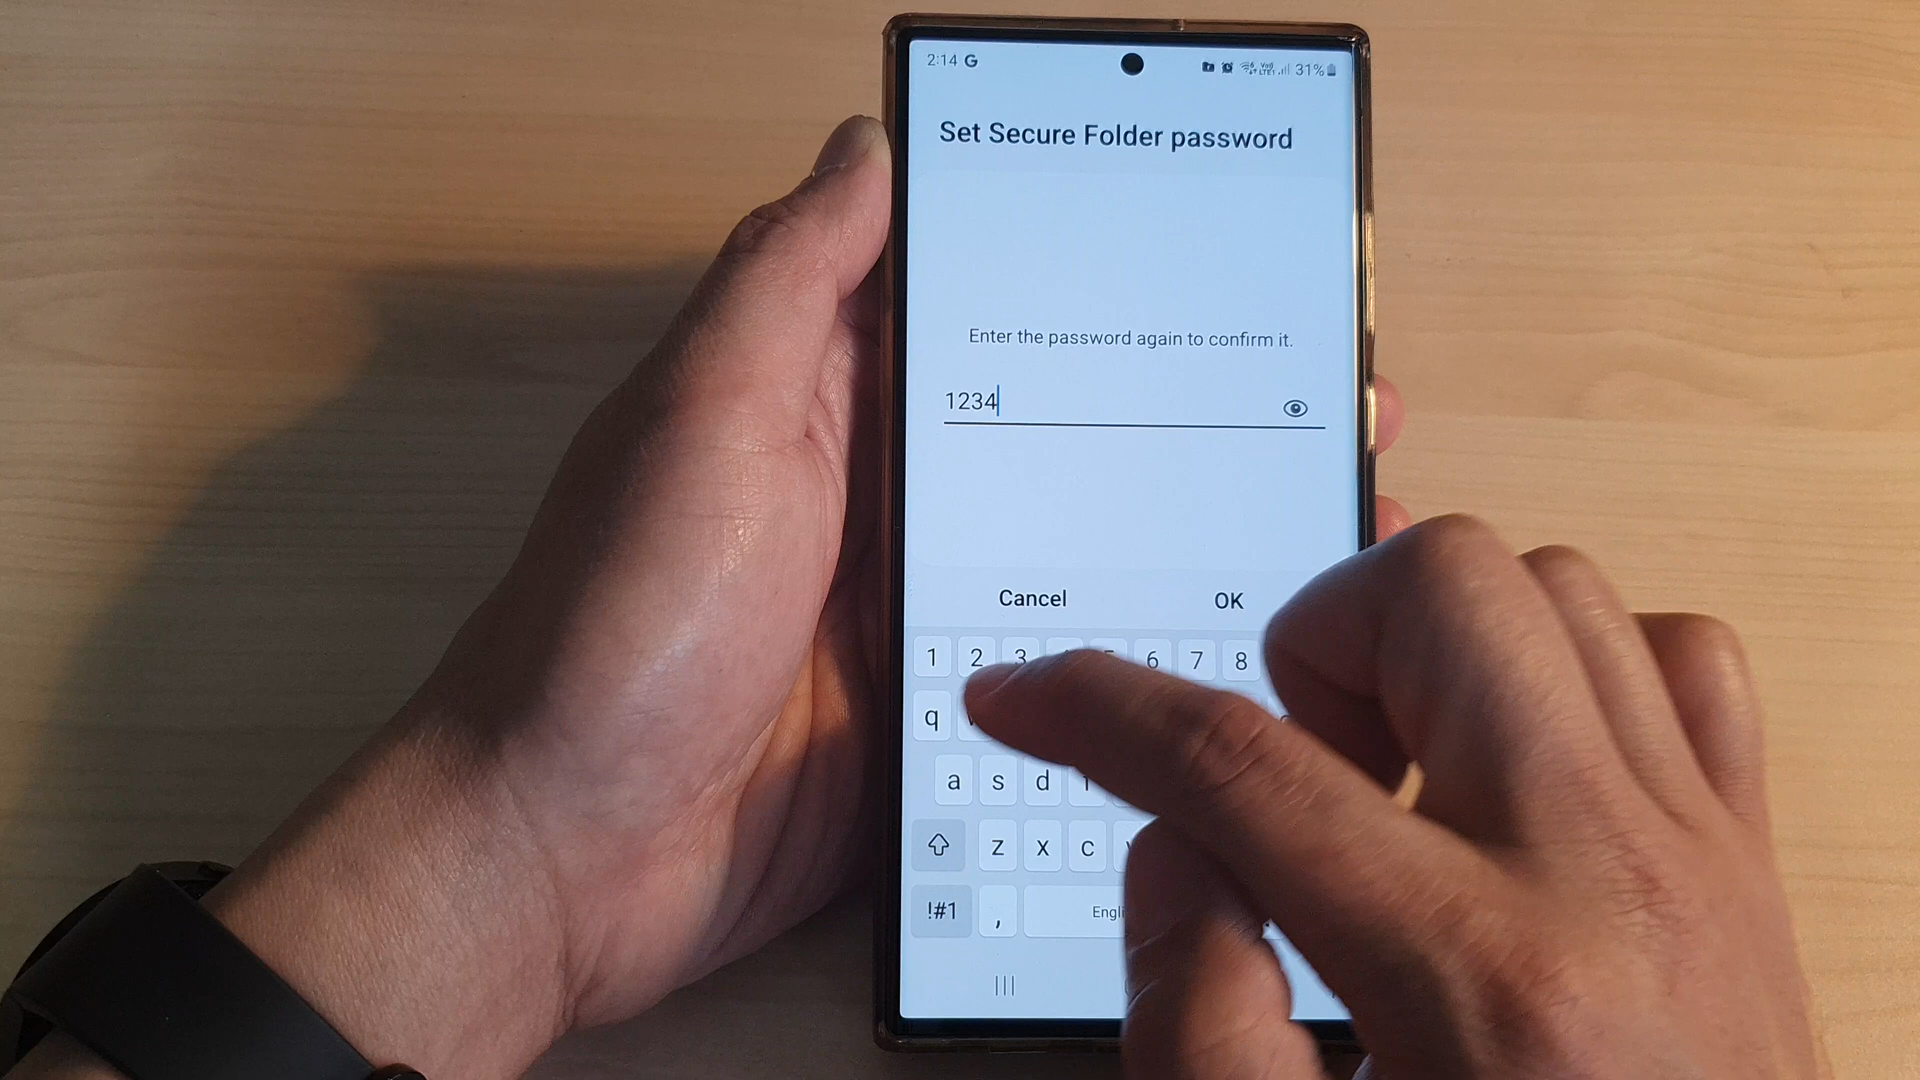 2:14 G 31%
Set Secure Folder password
Enter the password again to confirm it.
1234
Cancel OK
1 2 3 6 7 8
q
a s d
z x c
!#1 , Engli